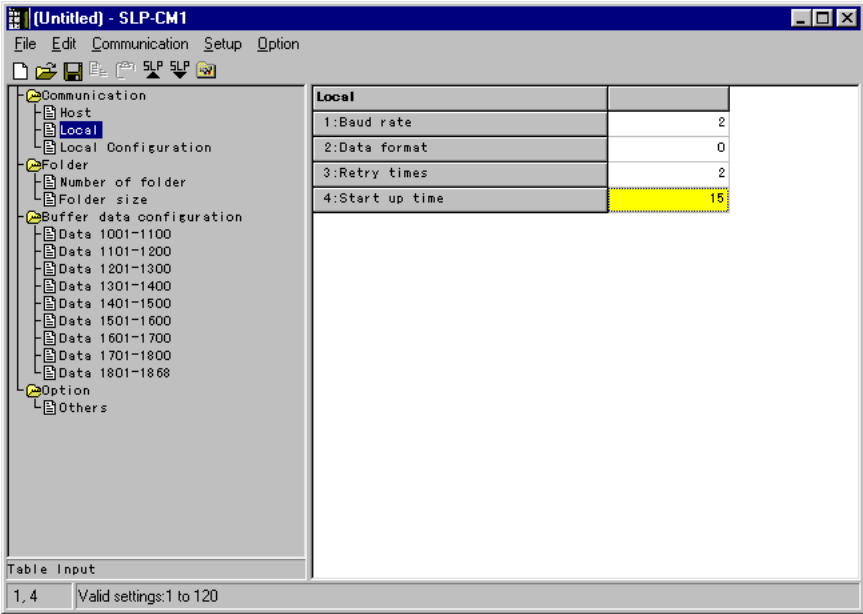 (Untitled) - SLP-CM1
File Edit Communication Setup Option
SLP SLP
Communication
Host
Local
Local Configuration
Folder
Number of folder
Folder size
Buffer data configuration
Data 1001-1100
Data 1101-1200
Data 1201-1300
Data 1301-1400
Data 1401-1500
Data 1501-1600
Data 1601-1700
Data 1701-1800
Data 1801-1868
Option
Others
Table Input
Local
1:Baud rate 2
2:Data format 0
3:Retry times 2
4:Start up time 15
1, 4 Valid settings:1 to 120